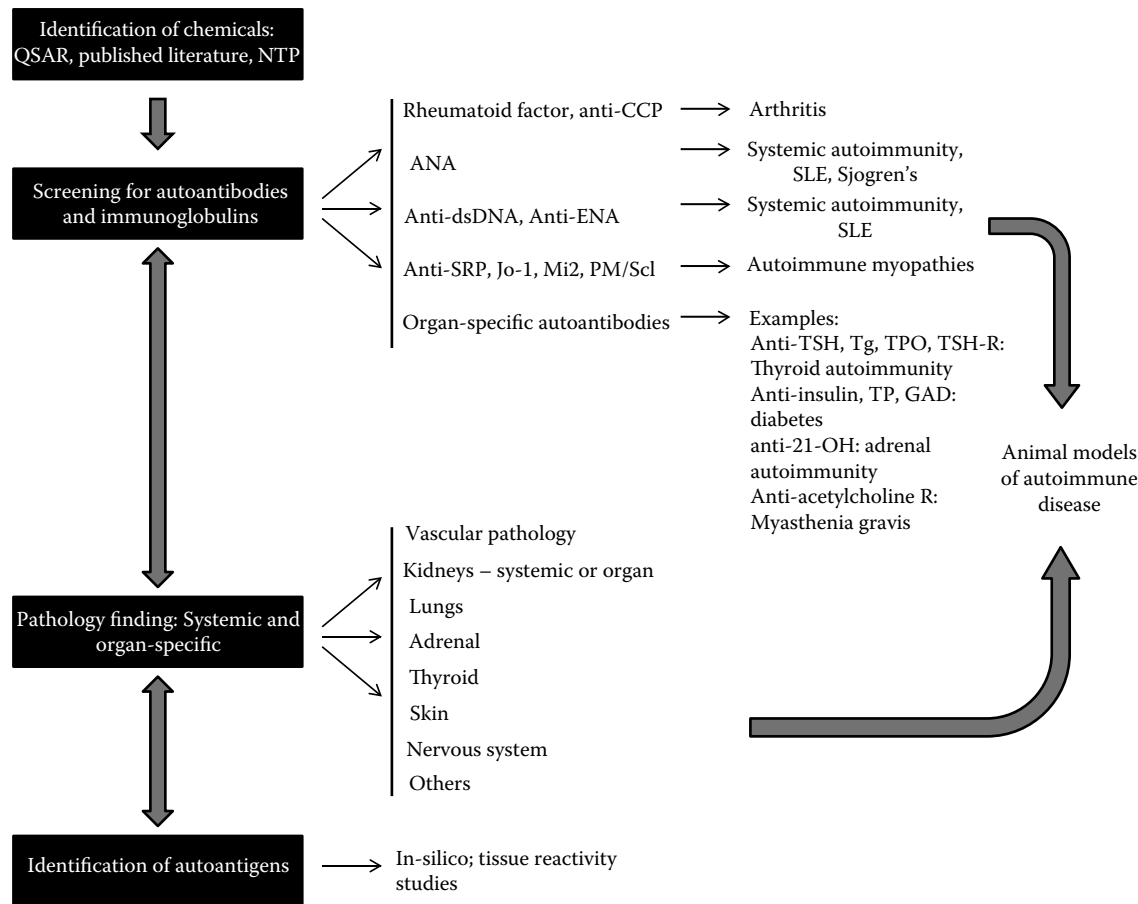 Identification of chemicals:
QSAR, published literature, NTP
Screening for autoantibodies
and immunoglobulins
Rheumatoid factor, anti-CCP
Arthritis
ANA
Systemic autoimmunity,
SLE, Sjogren's
Anti-dsDNA, Anti-ENA
Systemic autoimmunity,
SLE
Anti-SRP, Jo-1, Mi2, PM/Scl
Autoimmune myopathies
Organ-specific autoantibodies
Examples:
Anti-TSH, Tg, TPO, TSH-R:
Thyroid autoimmunity
Anti-insulin, TP, GAD:
diabetes
anti-21-OH: adrenal
autoimmunity
Anti-acetylcholine R:
Myasthenia gravis
Animal models
of autoimmune
disease
Pathology finding: Systemic and
organ-specific
Vascular pathology
Kidneys – systemic or organ
Lungs
Adrenal
Thyroid
Skin
Nervous system
Others
Identification of autoantigens
In-silico; tissue reactivity
studies